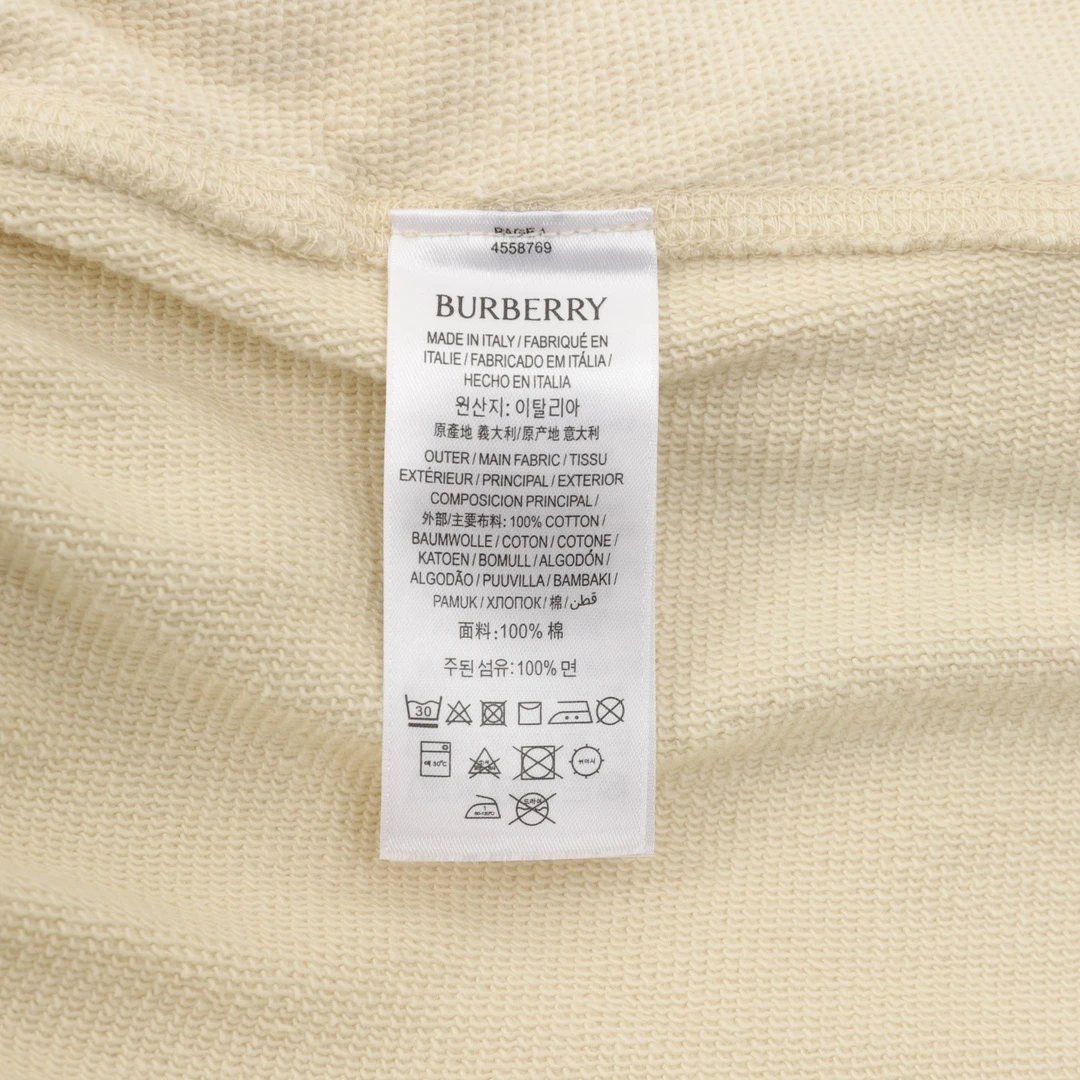 PAGE 1
4558769
BURBERRY
MADE IN ITALY / FABRIQUÉ EN
ITALIE / FABRICADO EM ITÁLIA /
HECHO EN ITALIA
원산지: 이탈리아
原產地 義大利/原产地 意大利
OUTER / MAIN FABRIC / TISSU
EXTÉRIEUR / PRINCIPAL / EXTERIOR
COMPOSICION PRINCIPAL /
外部/主要布料: 100% COTTON /
BAUMWOLLE / COTON / COTONE /
KATOEN / BOMULL / ALGODÓN /
ALGODÃO / PUUVILLA / BAMBAKI /
PAMUK / ХЛОПОК / 棉 / قطن
面料:100% 棉
주된 섬유:100% 면
30